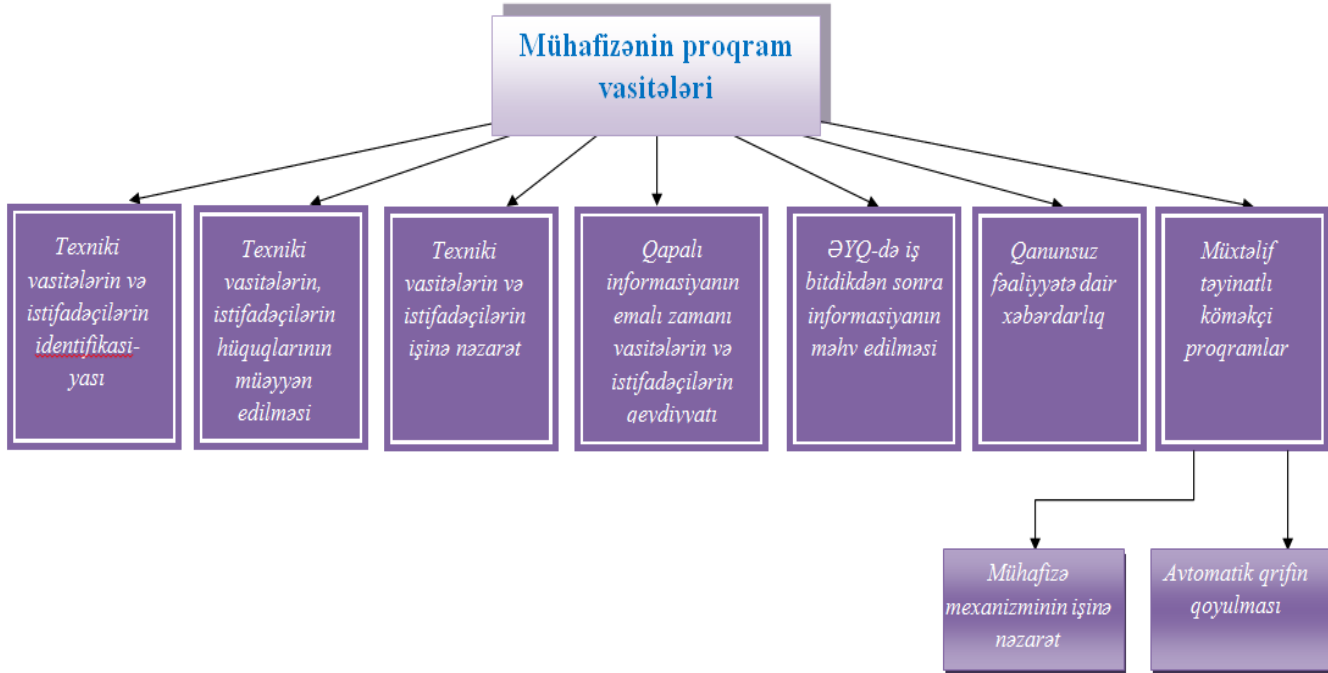 Mühafizənin proqram
vasitələri
Texniki
vasitələrin və
istifadəçilərin
identifikasi-
yası
Texniki
vasitələrin,
istifadəçilərin
hüquqlarının
müəyyən
edilməsi
Texniki
vasitələrin və
istifadəçilərin
işinə nəzarət
Qapalı
informasiyanın
emalı zamanı
vasitələrin və
istifadəçilərin
qeydiyyatı
ƏYQ-də iş
bitdikdən sonra
informasiyanın
məhv edilməsi
Qanunsuz
fəaliyyətə dair
xəbərdarlıq
Müxtəlif
təyinatlı
köməkçi
proqramlar
Mühafizə
mexanizminin işinə
nəzarət
Avtomatik qrifin
qoyulması